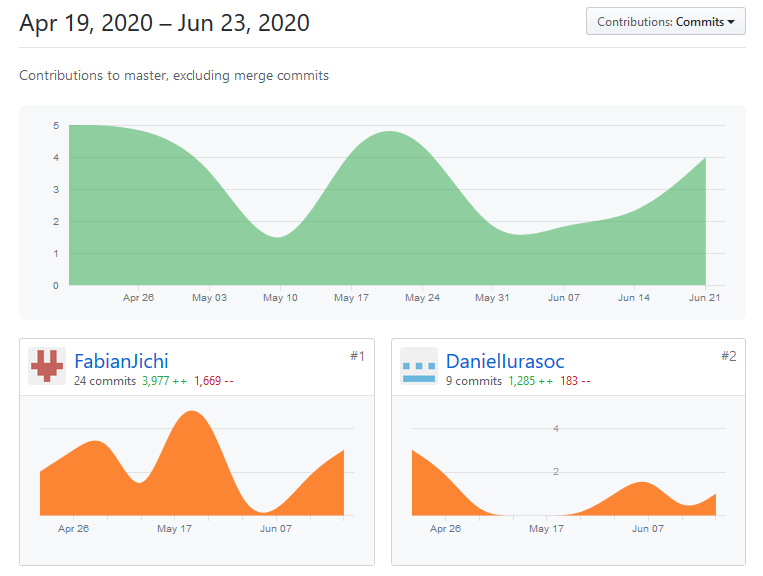 Apr 19, 2020 – Jun 23, 2020
Contributions: Commits
Contributions to master, excluding merge commits
5
4
3
2
1
0
Apr 26 May 03 May 10 May 17 May 24 May 31 Jun 07 Jun 14 Jun 21
FabianJichi #1
24 commits 3,977 ++ 1,669 --
Apr 26 May 17 Jun 07
DanielIurasoc #2
9 commits 1,285 ++ 183 --
4
2
Apr 26 May 17 Jun 07